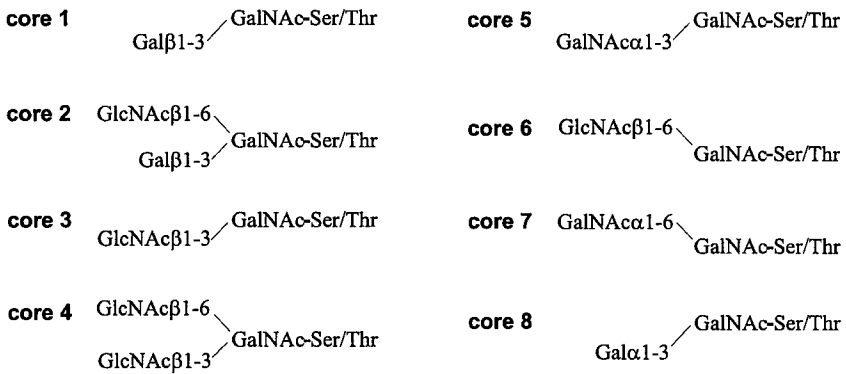 core 1
GalNAc-Ser/Thr
Galβ1-3
core 2
GlcNAcβ1-6
GalNAc-Ser/Thr
Galβ1-3
core 3
GalNAc-Ser/Thr
GlcNAcβ1-3
core 4
GlcNAcβ1-6
GalNAc-Ser/Thr
GlcNAcβ1-3
core 5
GalNAc-Ser/Thr
GalNAcα1-3
core 6
GlcNAcβ1-6
GalNAc-Ser/Thr
core 7
GalNAcα1-6
GalNAc-Ser/Thr
core 8
GalNAc-Ser/Thr
Galα1-3